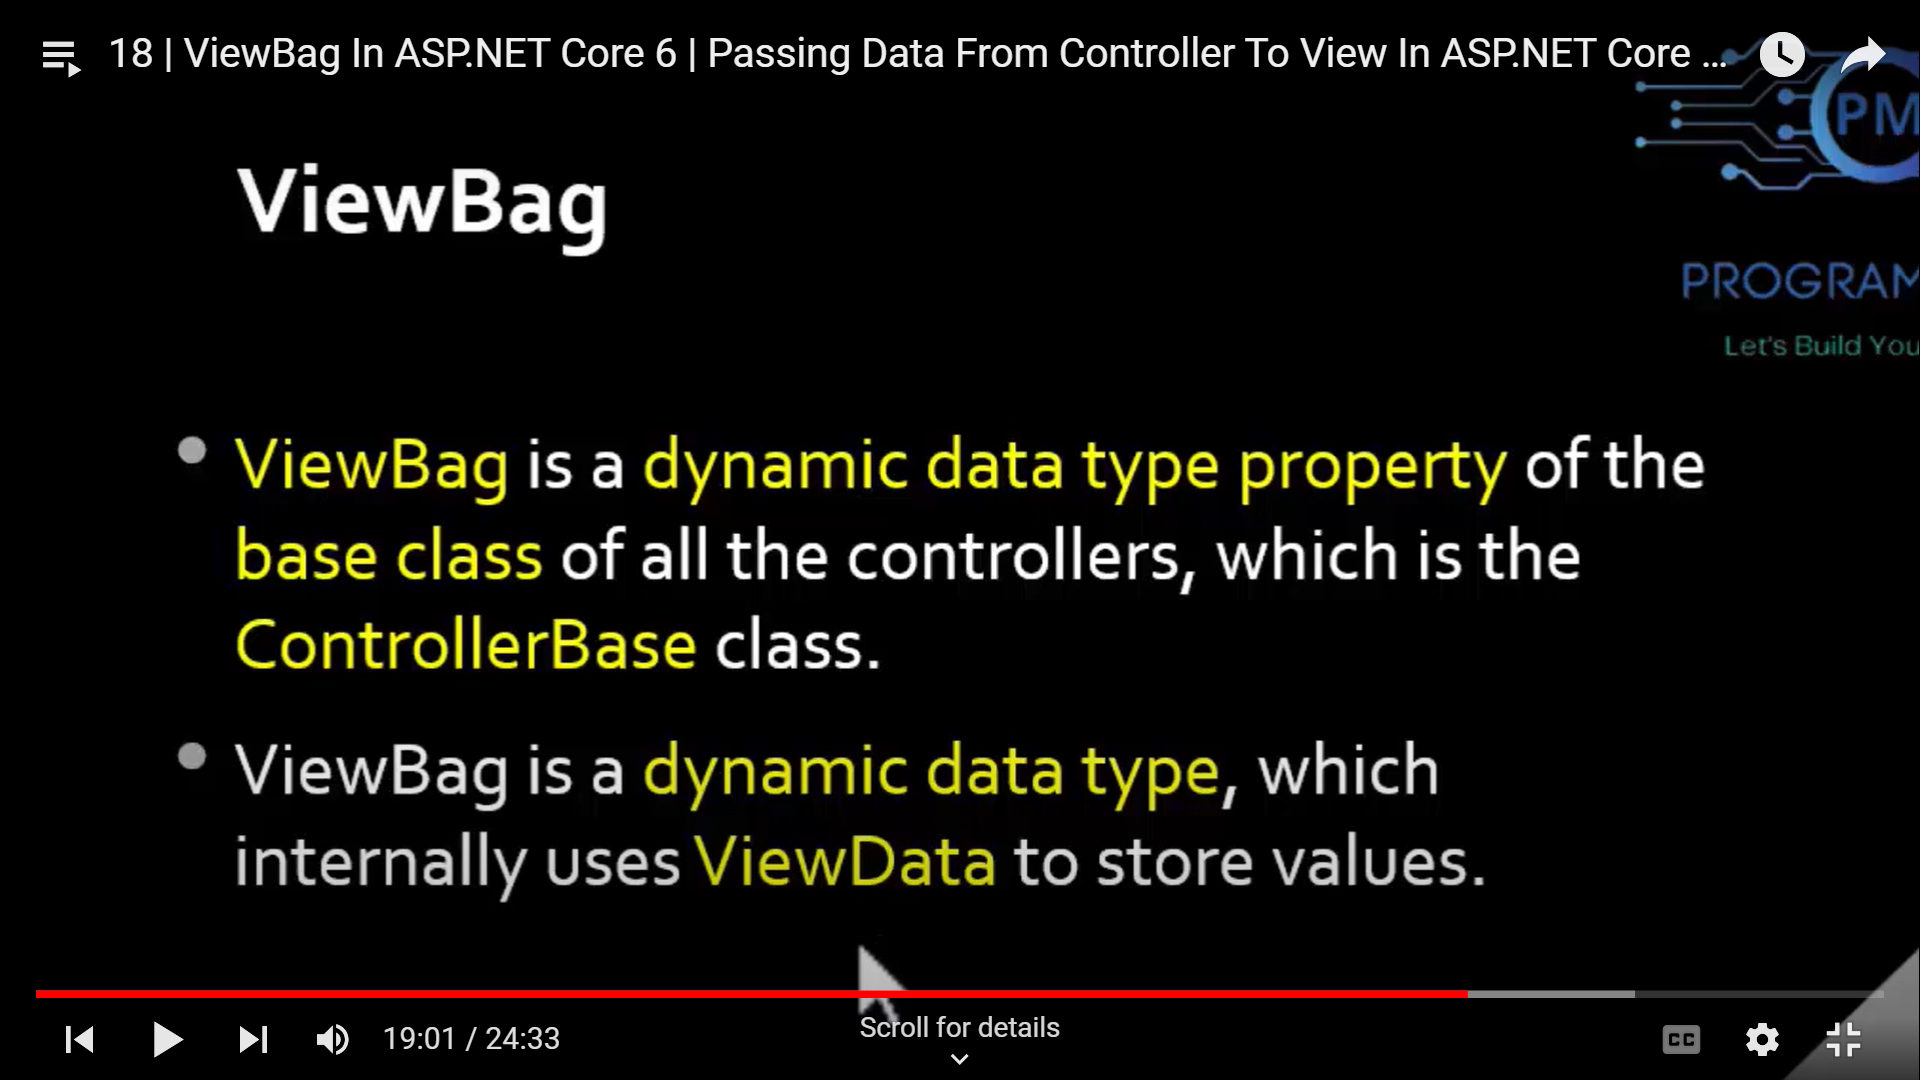 18 | ViewBag In ASP.NET Core 6 | Passing Data From Controller To View In ASP.NET Core ...
PM
ViewBag
PROGRAM
Let's Build You
• ViewBag is a dynamic data type property of the
base class of all the controllers, which is the
ControllerBase class.
• ViewBag is a dynamic data type, which
internally uses ViewData to store values.
19:01 / 24:33
Scroll for details
CC